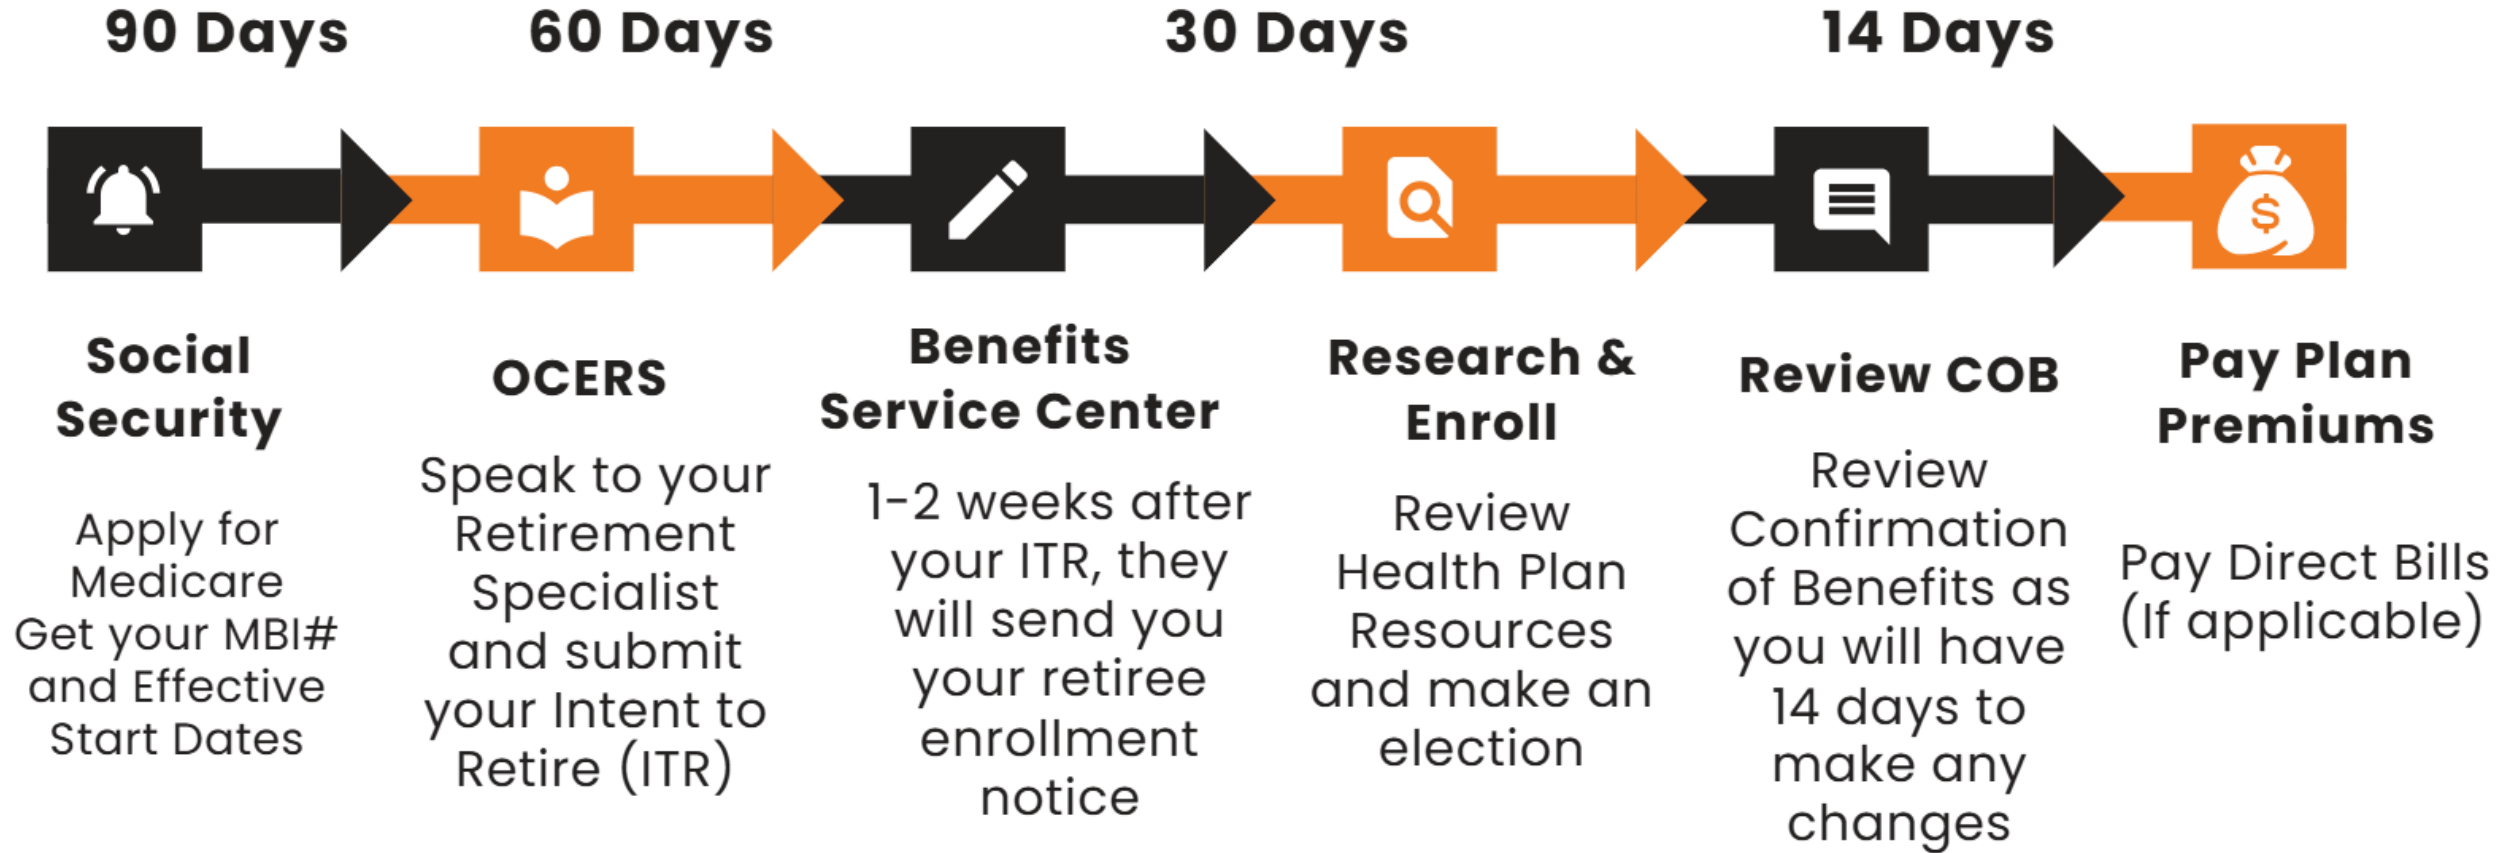 90 Days
60 Days
30 Days
14 Days
Social
Security
Apply for
Medicare
Get your MBI#
and Effective
Start Dates
OCERS
Speak to your
Retirement
Specialist
and submit
your Intent to
Retire (ITR)
Benefits
Service Center
1-2 weeks after
your ITR, they
will send you
your retiree
enrollment
notice
Research &
Enroll
Review
Health Plan
Resources
and make an
election
Review COB
Review
Confirmation
of Benefits as
you will have
14 days to
make any
changes
Pay Plan
Premiums
Pay Direct Bills
(If applicable)
$